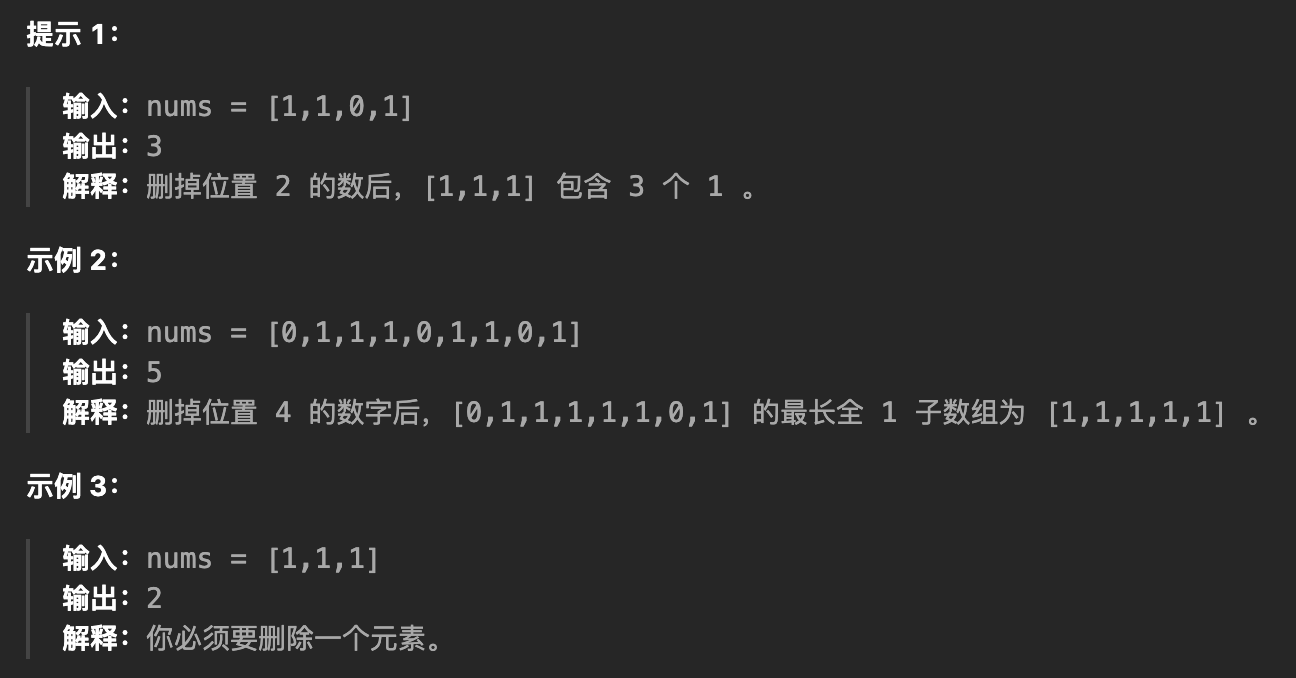 提示 1：
输入：nums = [1,1,0,1]
输出：3
解释：删掉位置 2 的数后，[1,1,1] 包含 3 个 1 。
示例 2：
输入：nums = [0,1,1,1,0,1,1,0,1]
输出：5
解释：删掉位置 4 的数字后，[0,1,1,1,1,1,0,1] 的最长全 1 子数组为 [1,1,1,1,1] 。
示例 3：
输入：nums = [1,1,1]
输出：2
解释：你必须要删除一个元素。